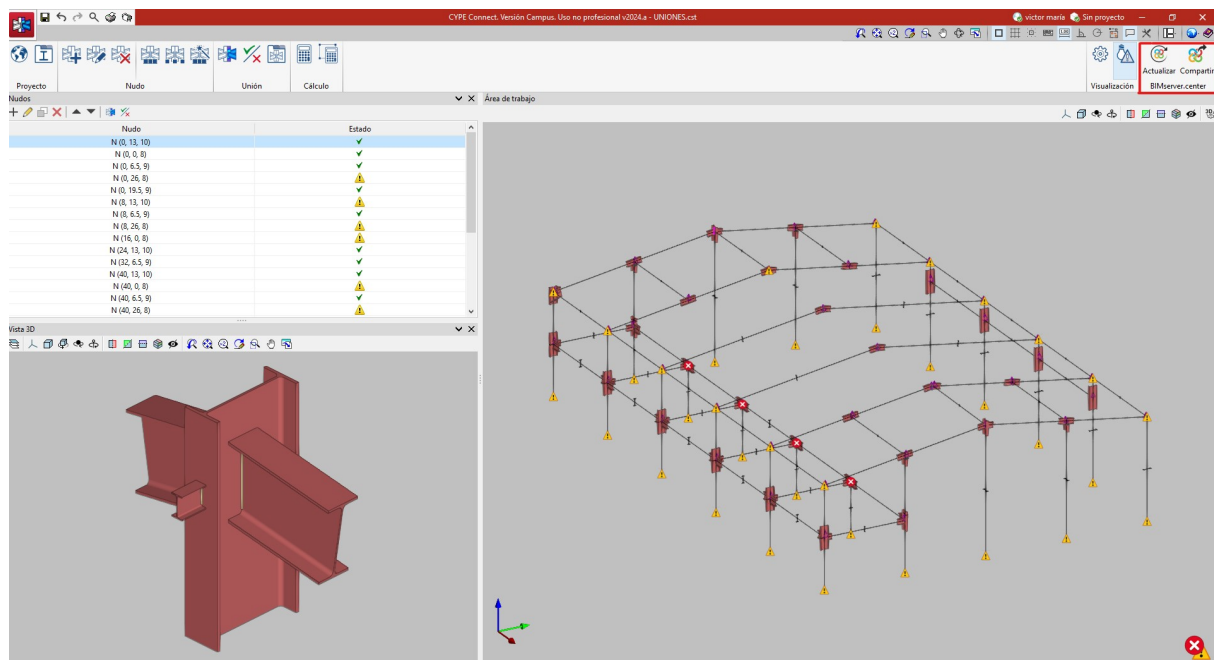 CYPE Connect. Versión Campus. Uso no profesional v2024.a - UNIONES.cst
victor maría Sin proyecto
Actualizar Compartir
Proyecto Nudo Unión Cálculo Visualización BIMserver.center
Nudos
Área de trabajo
Nudo Estado
N (0, 13, 10)
N (0, 0, 8)
N (0, 6.5, 9)
N (0, 26, 8)
N (0, 19.5, 9)
N (8, 13, 10)
N (8, 6.5, 9)
N (8, 26, 8)
N (16, 0, 8)
N (24, 13, 10)
N (32, 6.5, 9)
N (40, 13, 10)
N (40, 0, 8)
N (40, 6.5, 9)
N (40, 26, 8)
Vista 3D